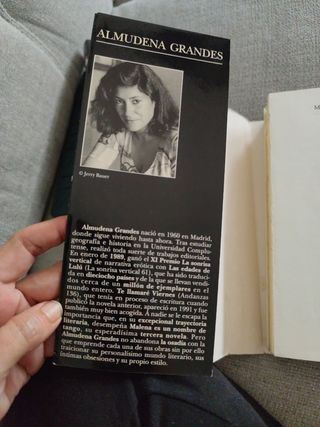 ALMUDENA GRANDES
© Jerry Bauer
Almudena Grandes nació en 1960 en Madrid,
donde sigue viviendo hasta ahora. Tras estudiar
geografía e historia en la Universidad Complu-
tense, realizó toda suerte de trabajos editoriales.
En enero de 1989, ganó el XI Premio La sonrisa
vertical de narrativa erótica con Las edades de
Lulú (La sonrisa vertical 61), que ha sido traduci-
da en dieciocho países y de la que se llevan vendi-
dos cerca de un millón de ejemplares en el
mundo entero. Te llamaré Viernes (Andanzas
136), que tenía en proceso de escritura cuando
publicó la novela anterior, apareció en 1991 y fue
también muy bien acogida. A nadie se le escapa la
importancia que, en su excepcional trayectoria
literaria, desempeña Malena es un nombre de
tango, su esperadísima tercera novela. Pero
Almudena Grandes no abandona la osadía con la
que emprende cada una de sus obras sin por ello
traicionar su personalísimo mundo literario, sus
íntimas obsesiones y su propio estilo.
M